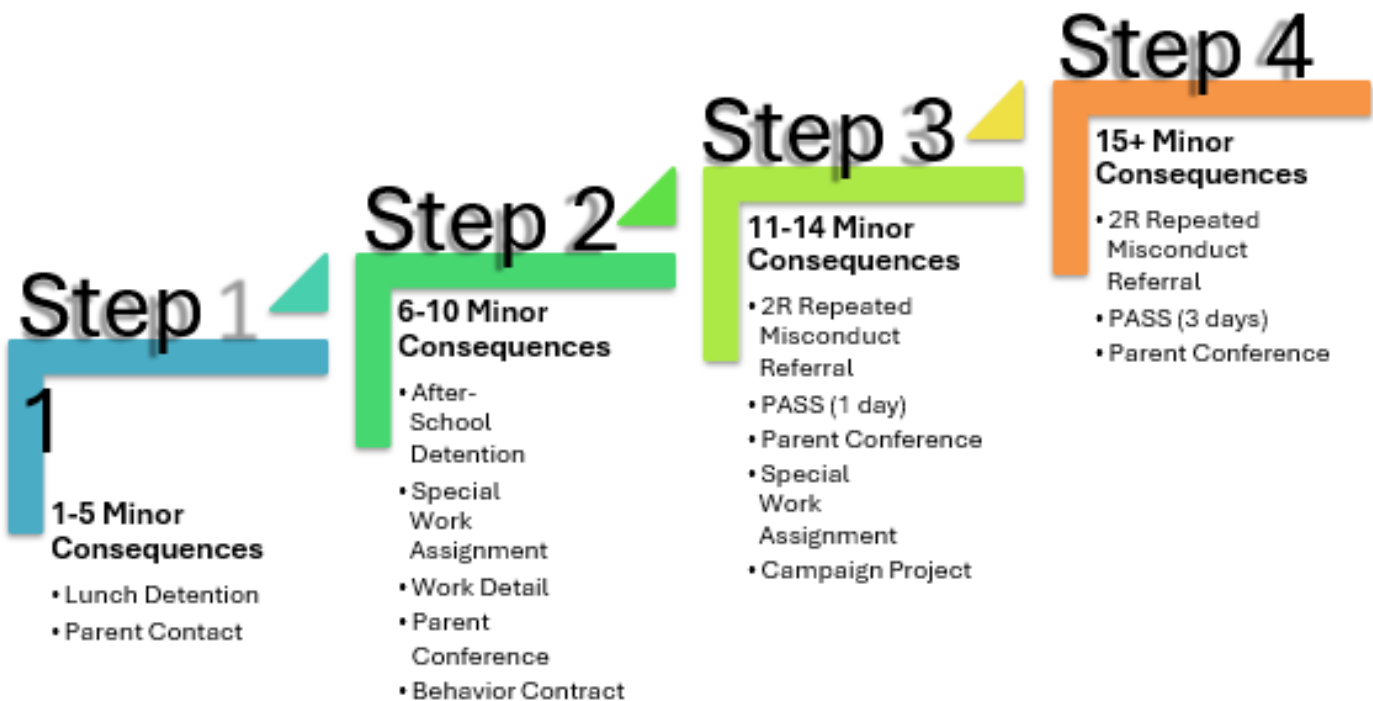 Step 1
1
1-5 Minor
Consequences
• Lunch Detention
• Parent Contact
Step 2
6-10 Minor
Consequences
• After-
School
Detention
• Special
Work
Assignment
• Work Detail
• Parent
Conference
• Behavior Contract
Step 3
11-14 Minor
Consequences
• 2R Repeated
Misconduct
Referral
• PASS (1 day)
• Parent Conference
• Special
Work
Assignment
• Campaign Project
Step 4
15+ Minor
Consequences
• 2R Repeated
Misconduct
Referral
• PASS (3 days)
• Parent Conference